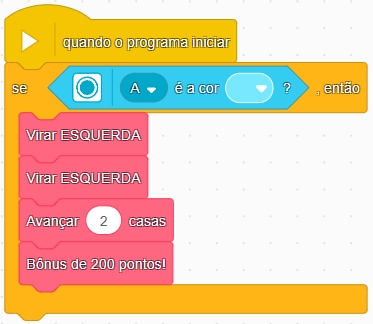 quando o programa iniciar
se A é a cor ? , então
Virar ESQUERDA
Virar ESQUERDA
Avançar 2 casas
Bônus de 200 pontos!